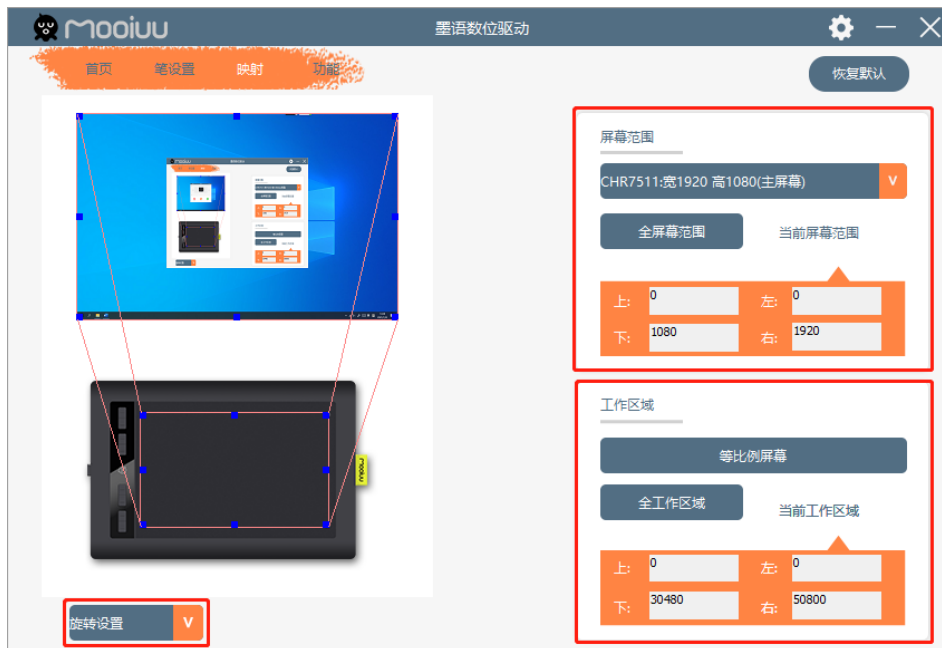 Mooiuu 墨语数位驱动
首页 笔设置 映射 功能
恢复默认
屏幕范围
CHR7511:宽1920 高1080(主屏幕) V
全屏幕范围 当前屏幕范围
上: 0 左: 0
下: 1080 右: 1920
mooiuu
工作区域
等比例屏幕
全工作区域 当前工作区域
上: 0 左: 0
下: 30480 右: 50800
旋转设置 V